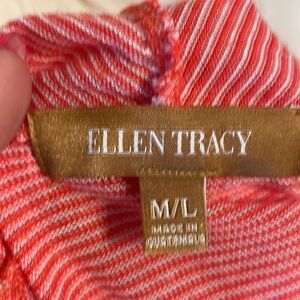 ELLEN TRACY
M/L
MADE IN
GUATEMALA